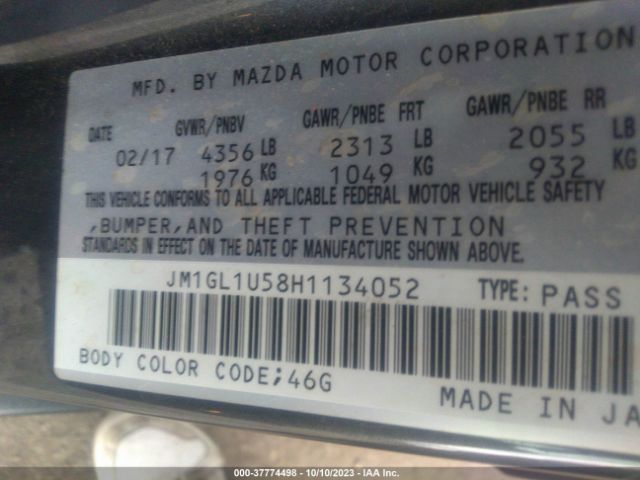 MFD. BY MAZDA MOTOR CORPORATION
DATE GVWR/PNBV GAWR/PNBE FRT GAWR/PNBE RR
02/17 4356 LB 2313 LB 2055 LB
1976 KG 1049 KG 932 KG
THIS VEHICLE CONFORMS TO ALL APPLICABLE FEDERAL MOTOR VEHICLE SAFETY
,BUMPER,AND THEFT PREVENTION
STANDARDS IN EFFECT ON THE DATE OF MANUFACTURE SHOWN ABOVE.
JM1GL1U58H1134052 TYPE: PASS
BODY COLOR CODE;46G
MADE IN JA
000-37774498 - 10/10/2023 - IAA Inc.